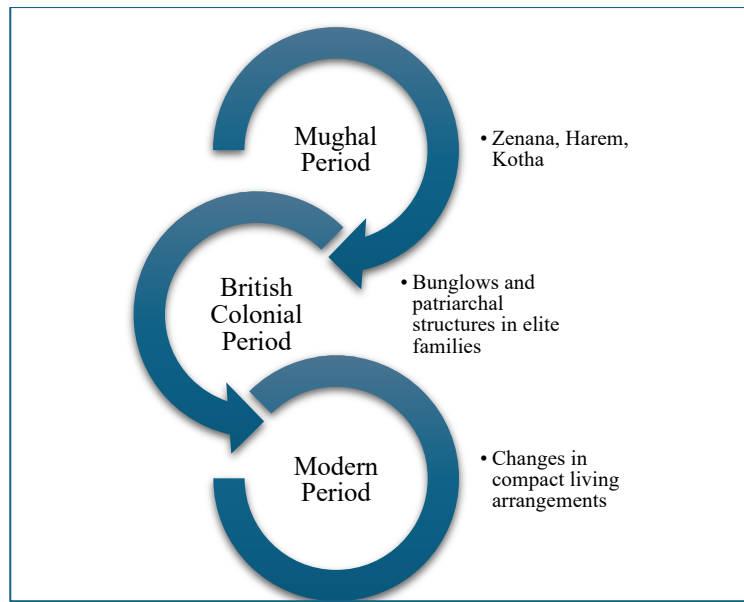 Mughal
Period
• Zenana, Harem,
Kotha
British
Colonial
Period
• Bunglows and
patriarchal
structures in elite
families
Modern
Period
• Changes in
compact living
arrangements